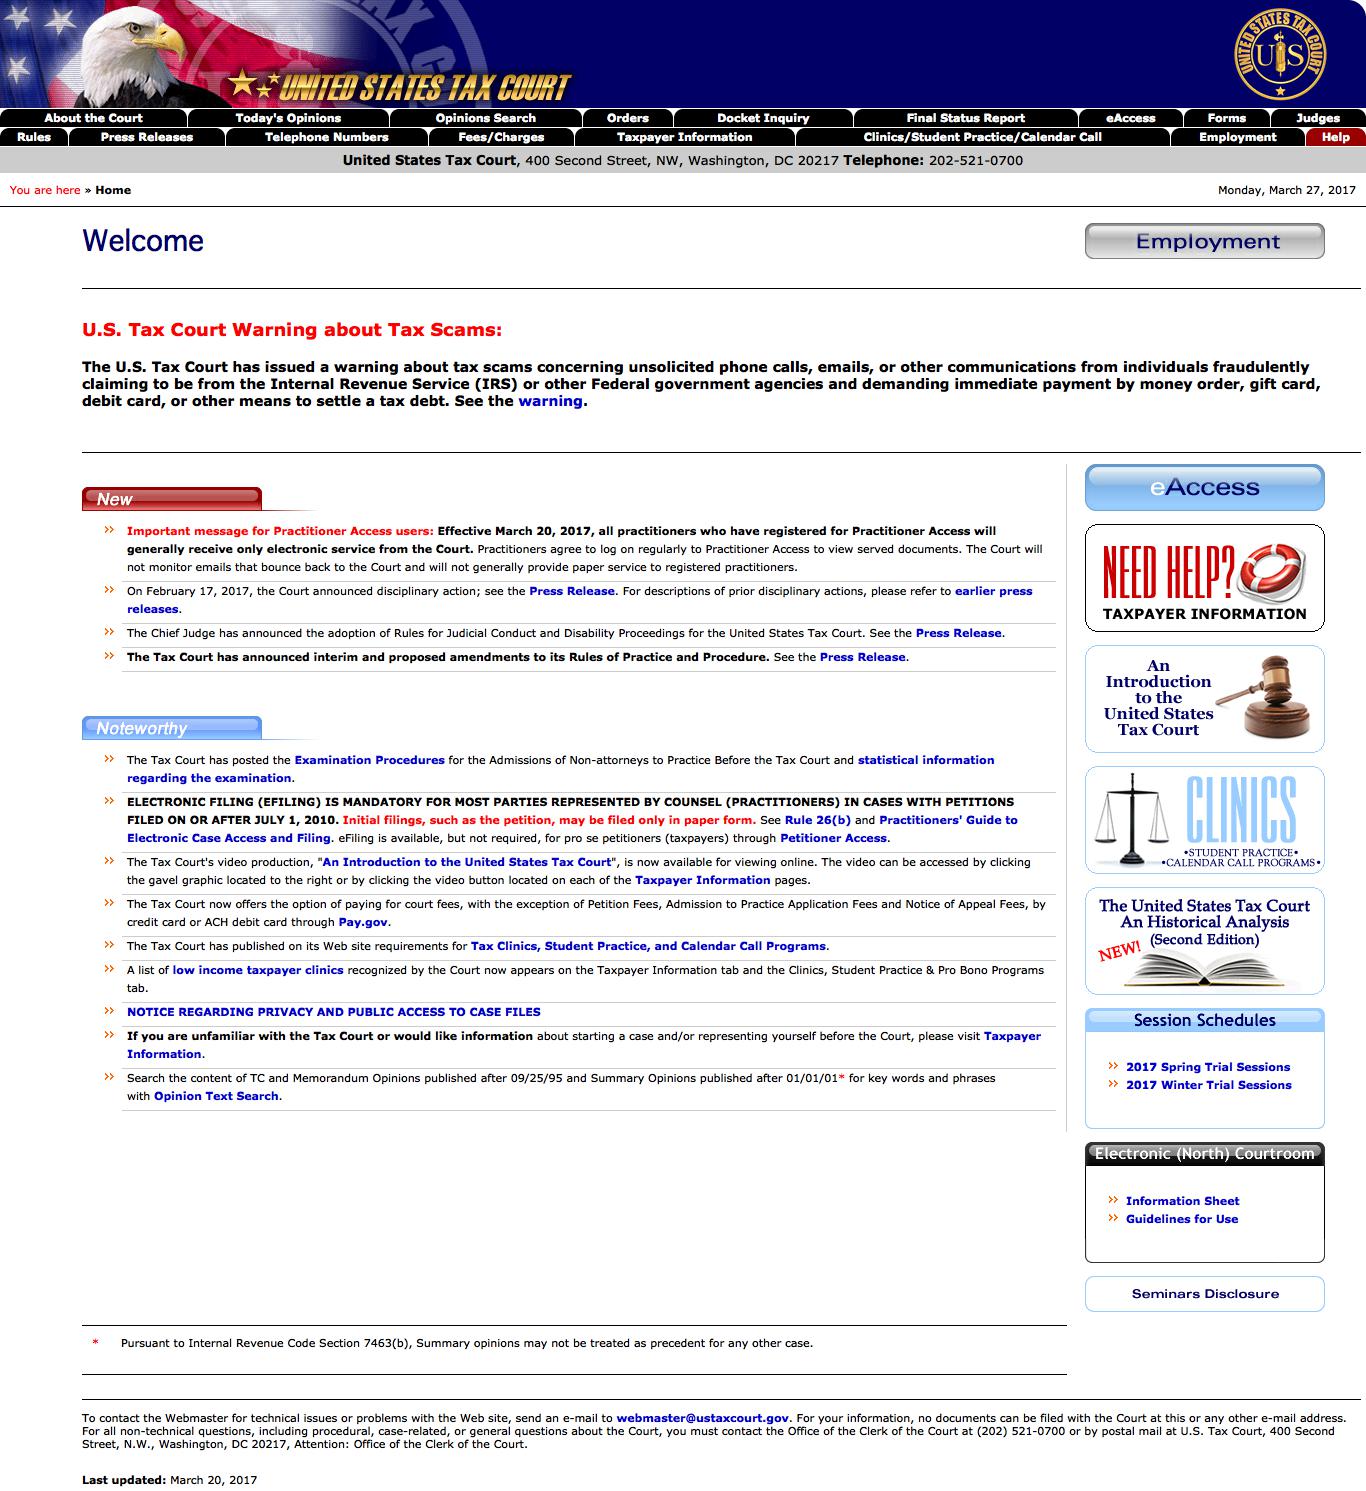 UNITED STATES TAX COURT
UNITED STATES TAX COURT
US
About the Court Today's Opinions Opinions Search Orders Docket Inquiry Final Status Report eAccess Forms Judges
Rules Press Releases Telephone Numbers Fees/Charges Taxpayer Information Clinics/Student Practice/Calendar Call Employment Help
United States Tax Court, 400 Second Street, NW, Washington, DC 20217 Telephone: 202-521-0700
You are here » Home
Monday, March 27, 2017
Welcome
Employment
U.S. Tax Court Warning about Tax Scams:
The U.S. Tax Court has issued a warning about tax scams concerning unsolicited phone calls, emails, or other communications from individuals fraudulently
claiming to be from the Internal Revenue Service (IRS) or other Federal government agencies and demanding immediate payment by money order, gift card,
debit card, or other means to settle a tax debt. See the warning.
New
Important message for Practitioner Access users: Effective March 20, 2017, all practitioners who have registered for Practitioner Access will
generally receive only electronic service from the Court. Practitioners agree to log on regularly to Practitioner Access to view served documents. The Court will
not monitor emails that bounce back to the Court and will not generally provide paper service to registered practitioners.
On February 17, 2017, the Court announced disciplinary action; see the Press Release. For descriptions of prior disciplinary actions, please refer to earlier press
releases.
The Chief Judge has announced the adoption of Rules for Judicial Conduct and Disability Proceedings for the United States Tax Court. See the Press Release.
The Tax Court has announced interim and proposed amendments to its Rules of Practice and Procedure. See the Press Release.
Noteworthy
The Tax Court has posted the Examination Procedures for the Admissions of Non-attorneys to Practice Before the Tax Court and statistical information
regarding the examination.
ELECTRONIC FILING (EFILING) IS MANDATORY FOR MOST PARTIES REPRESENTED BY COUNSEL (PRACTITIONERS) IN CASES WITH PETITIONS
FILED ON OR AFTER JULY 1, 2010. Initial filings, such as the petition, may be filed only in paper form. See Rule 26(b) and Practitioners' Guide to
Electronic Case Access and Filing. eFiling is available, but not required, for pro se petitioners (taxpayers) through Petitioner Access.
The Tax Court's video production, "An Introduction to the United States Tax Court", is now available for viewing online. The video can be accessed by clicking
the gavel graphic located to the right or by clicking the video button located on each of the Taxpayer Information pages.
The Tax Court now offers the option of paying for court fees, with the exception of Petition Fees, Admission to Practice Application Fees and Notice of Appeal Fees, by
credit card or ACH debit card through Pay.gov.
The Tax Court has published on its Web site requirements for Tax Clinics, Student Practice, and Calendar Call Programs.
A list of low income taxpayer clinics recognized by the Court now appears on the Taxpayer Information tab and the Clinics, Student Practice & Pro Bono Programs
tab.
NOTICE REGARDING PRIVACY AND PUBLIC ACCESS TO CASE FILES
If you are unfamiliar with the Tax Court or would like information about starting a case and/or representing yourself before the Court, please visit Taxpayer
Information.
Search the content of TC and Memorandum Opinions published after 09/25/95 and Summary Opinions published after 01/01/01* for key words and phrases
with Opinion Text Search.
eAccess
NEED HELP?
TAXPAYER INFORMATION
An
Introduction
to the
United States
Tax Court
CLINICS
•STUDENT PRACTICE•
•CALENDAR CALL PROGRAMS•
The United States Tax Court
An Historical Analysis
(Second Edition)
NEW!
Session Schedules
2017 Spring Trial Sessions
2017 Winter Trial Sessions
Electronic (North) Courtroom
Information Sheet
Guidelines for Use
Seminars Disclosure
* Pursuant to Internal Revenue Code Section 7463(b), Summary opinions may not be treated as precedent for any other case.
To contact the Webmaster for technical issues or problems with the Web site, send an e-mail to webmaster@ustaxcourt.gov. For your information, no documents can be filed with the Court at this or any other e-mail address.
For all non-technical questions, including procedural, case-related, or general questions about the Court, you must contact the Office of the Clerk of the Court at (202) 521-0700 or by postal mail at U.S. Tax Court, 400 Second
Street, N.W., Washington, DC 20217, Attention: Office of the Clerk of the Court.
Last updated: March 20, 2017